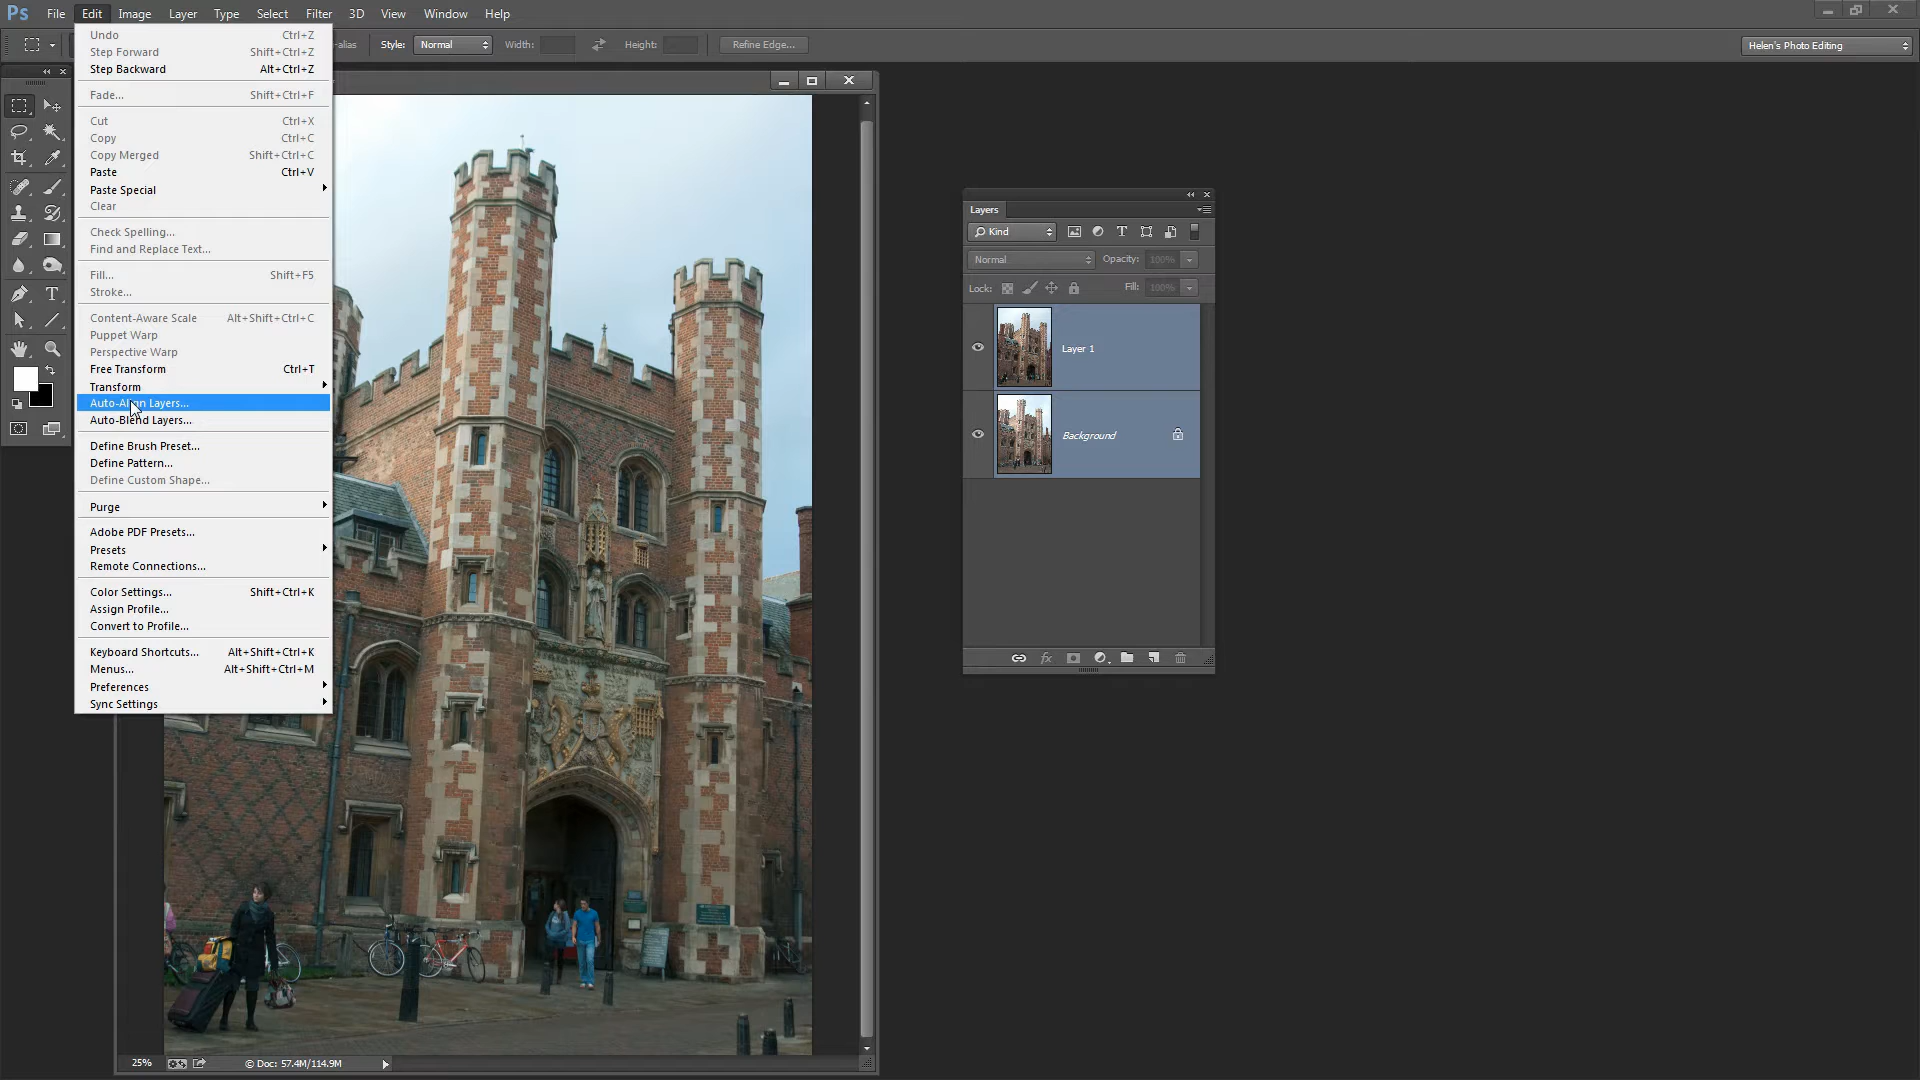 Ps File Edit Image Layer Type Select Filter 3D View Window Help
-alias Style: Normal Width: Height: Refine Edge... Helen's Photo Editing
Undo Ctrl+Z
Step Forward Shift+Ctrl+Z
Step Backward Alt+Ctrl+Z
Fade... Shift+Ctrl+F
Cut Ctrl+X
Copy Ctrl+C
Copy Merged Shift+Ctrl+C
Paste Ctrl+V
Paste Special
Clear
Check Spelling...
Find and Replace Text...
Fill... Shift+F5
Stroke...
Content-Aware Scale Alt+Shift+Ctrl+C
Puppet Warp
Perspective Warp
Free Transform Ctrl+T
Transform
Auto-Align Layers...
Auto-Blend Layers...
Define Brush Preset...
Define Pattern...
Define Custom Shape...
Purge
Adobe PDF Presets...
Presets
Remote Connections...
Color Settings... Shift+Ctrl+K
Assign Profile...
Convert to Profile...
Keyboard Shortcuts... Alt+Shift+Ctrl+K
Menus... Alt+Shift+Ctrl+M
Preferences
Sync Settings
25% © Doc: 57.4M/114.9M
Layers
Kind
Normal Opacity: 100%
Lock: Fill: 100%
Layer 1
Background